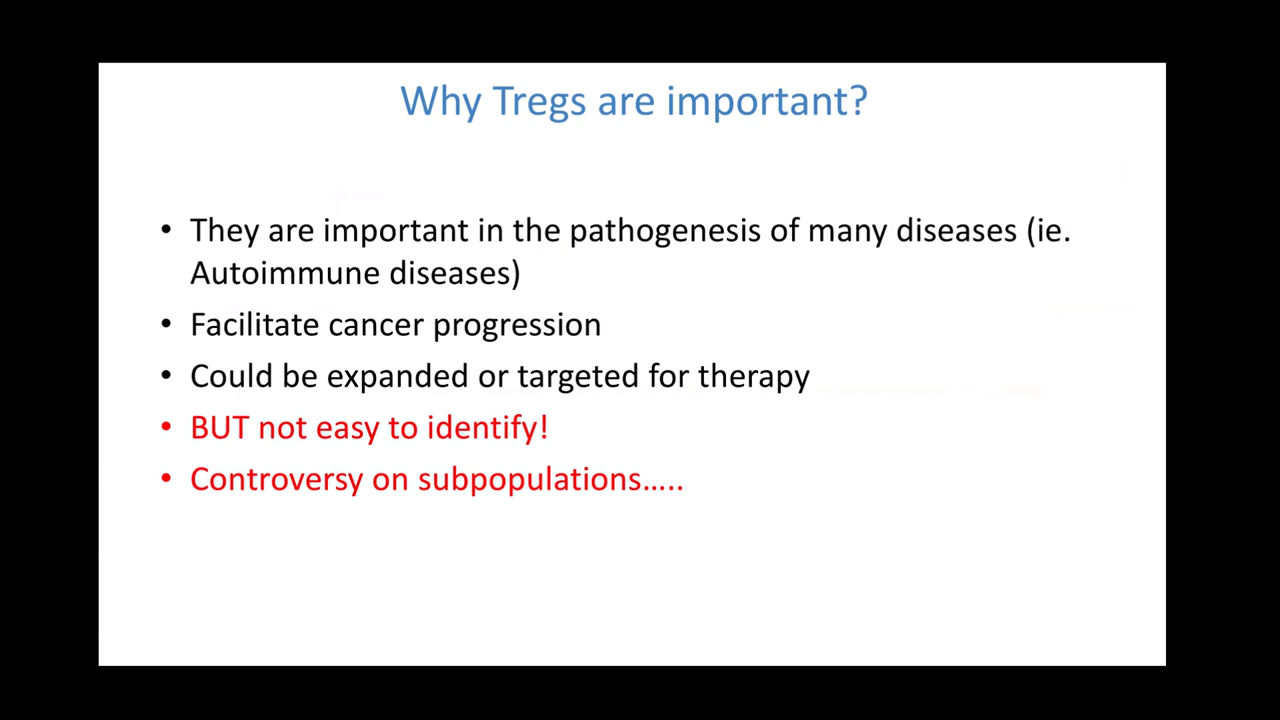 Why Tregs are important?
• They are important in the pathogenesis of many diseases (ie.
Autoimmune diseases)
• Facilitate cancer progression
• Could be expanded or targeted for therapy
• BUT not easy to identify!
• Controversy on subpopulations.....